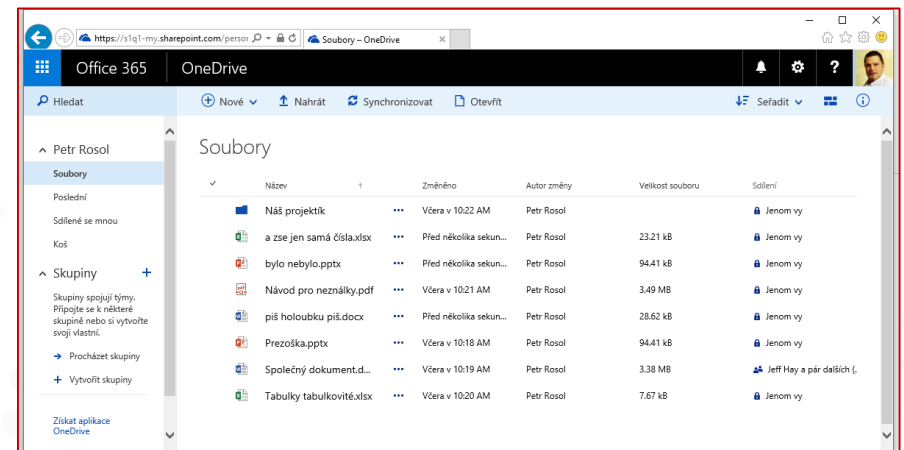 https://s1q1-my.sharepoint.com/persor
Soubory – OneDrive
Office 365 OneDrive ?
Hledat
Nové Nahrát Synchronizovat Otevřít Seřadit
Petr Rosol
Soubory
Poslední
Sdílené se mnou
Koš
Skupiny +
Skupiny spojují týmy.
Připojte se k některé
skupině nebo si vytvořte
svoji vlastní.
Procházet skupiny
Vytvořit skupiny
Získat aplikace
OneDrive
Soubory
Název Změněno Autor změny Velikost souboru Sdílení
Náš projektík ••• Včera v 10:22 AM Petr Rosol Jenom vy
a zse jen samá čísla.xlsx ••• Před několika sekun... Petr Rosol 23.21 kB Jenom vy
bylo nebylo.pptx ••• Před několika sekun... Petr Rosol 94.41 kB Jenom vy
Návod pro neználky.pdf ••• Včera v 10:21 AM Petr Rosol 3.49 MB Jenom vy
piš holoubku piš.docx ••• Před několika sekun... Petr Rosol 28.62 kB Jenom vy
Prezoška.pptx ••• Včera v 10:18 AM Petr Rosol 94.41 kB Jenom vy
Společný dokument.d... ••• Včera v 10:19 AM Petr Rosol 3.38 MB Jeff Hay a pár dalších (.
Tabulky tabulkovité.xlsx ••• Včera v 10:20 AM Petr Rosol 7.67 kB Jenom vy